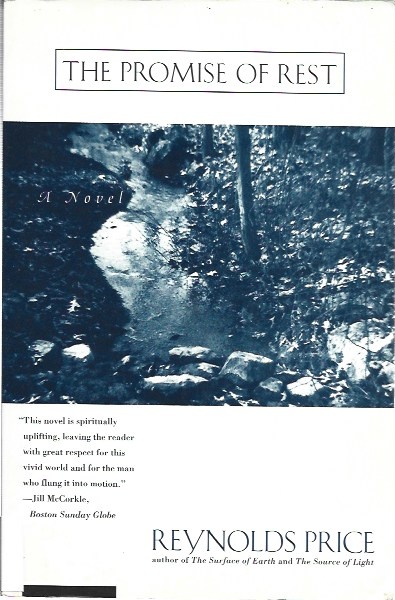 THE PROMISE OF REST
A Novel
“This novel is spiritually
uplifting, leaving the reader
with great respect for this
vivid world and for the man
who flung it into motion.”
—Jill McCorkle,
Boston Sunday Globe
REYNOLDS PRICE
author of The Surface of Earth and The Source of Light